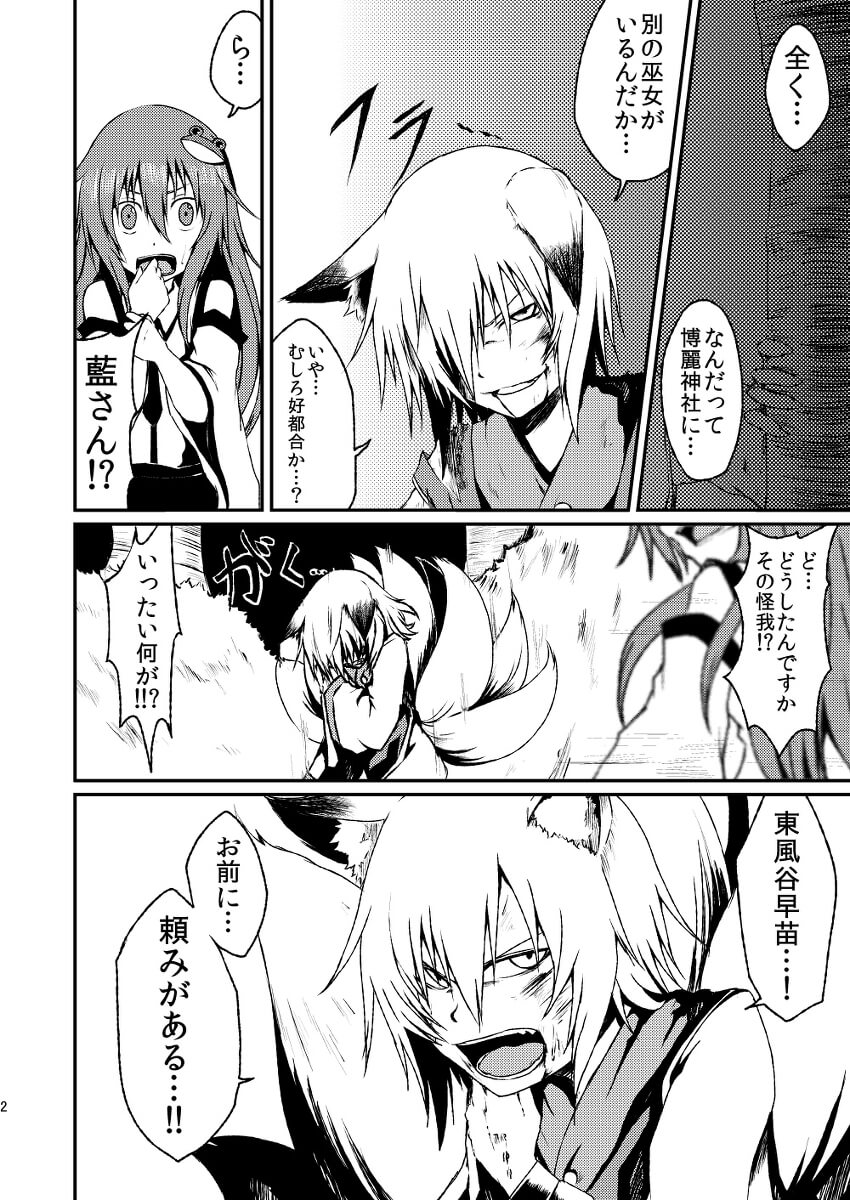 全く…
なんだって
博麗神社に…
別の巫女が
いるんだか…
フラ
いや…
むしろ好都合か…?
ら…
藍さん!?
ど…
どうしたんですか
その怪我!?
がく…
いったい何が!!?
東風谷早苗…!
お前に…
頼みがある…!!
2